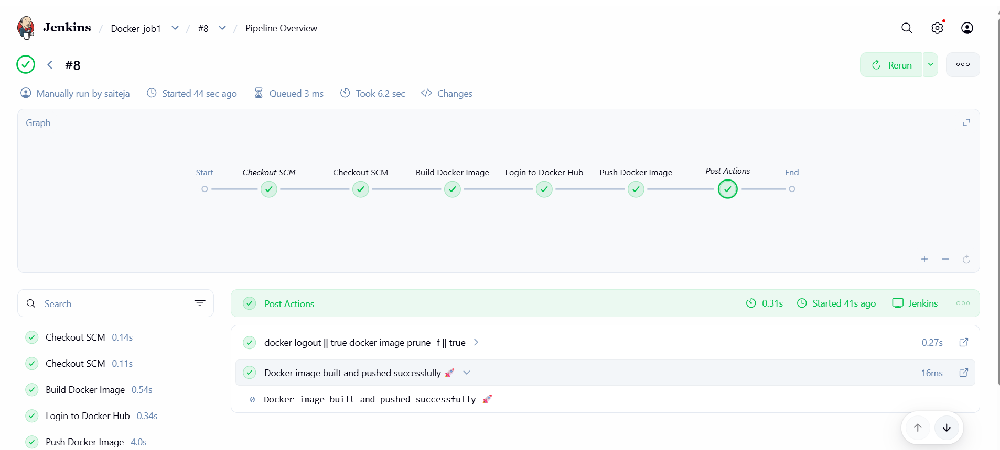 Jenkins / Docker_job1 / #8 / Pipeline Overview
#8
Rerun
Manually run by saiteja Started 44 sec ago Queued 3 ms Took 6.2 sec </> Changes
Graph
Start Checkout SCM Checkout SCM Build Docker Image Login to Docker Hub Push Docker Image Post Actions End
Search
Checkout SCM 0.14s
Checkout SCM 0.11s
Build Docker Image 0.54s
Login to Docker Hub 0.34s
Push Docker Image 4.0s
Post Actions 0.31s Started 41s ago Jenkins
docker logout || true docker image prune -f || true 0.27s
Docker image built and pushed successfully 🚀 16ms
0 Docker image built and pushed successfully 🚀